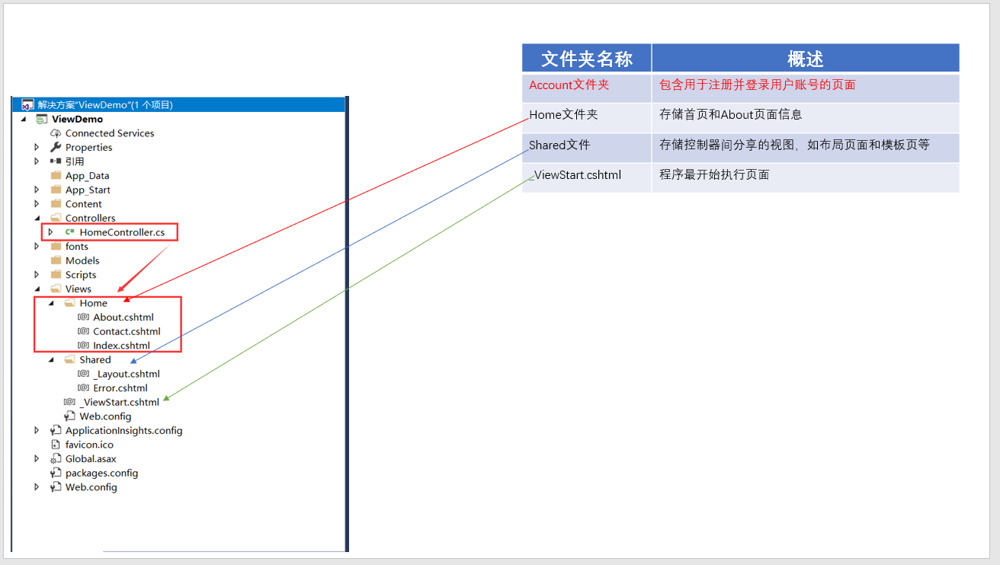 文件夹名称 概述
Account文件夹 包含用于注册并登录用户账号的页面
Home文件夹 存储首页和About页面信息
Shared文件 存储控制器间分享的视图，如布局页面和模板页等
_ViewStart.cshtml 程序最开始执行页面
解决方案"ViewDemo"(1 个项目)
ViewDemo
Connected Services
Properties
引用
App_Data
App_Start
Content
Controllers
C# HomeController.cs
fonts
Models
Scripts
Views
Home
[@] About.cshtml
[@] Contact.cshtml
[@] Index.cshtml
Shared
[@] _Layout.cshtml
[@] Error.cshtml
[@] _ViewStart.cshtml
Web.config
ApplicationInsights.config
favicon.ico
Global.asax
packages.config
Web.config